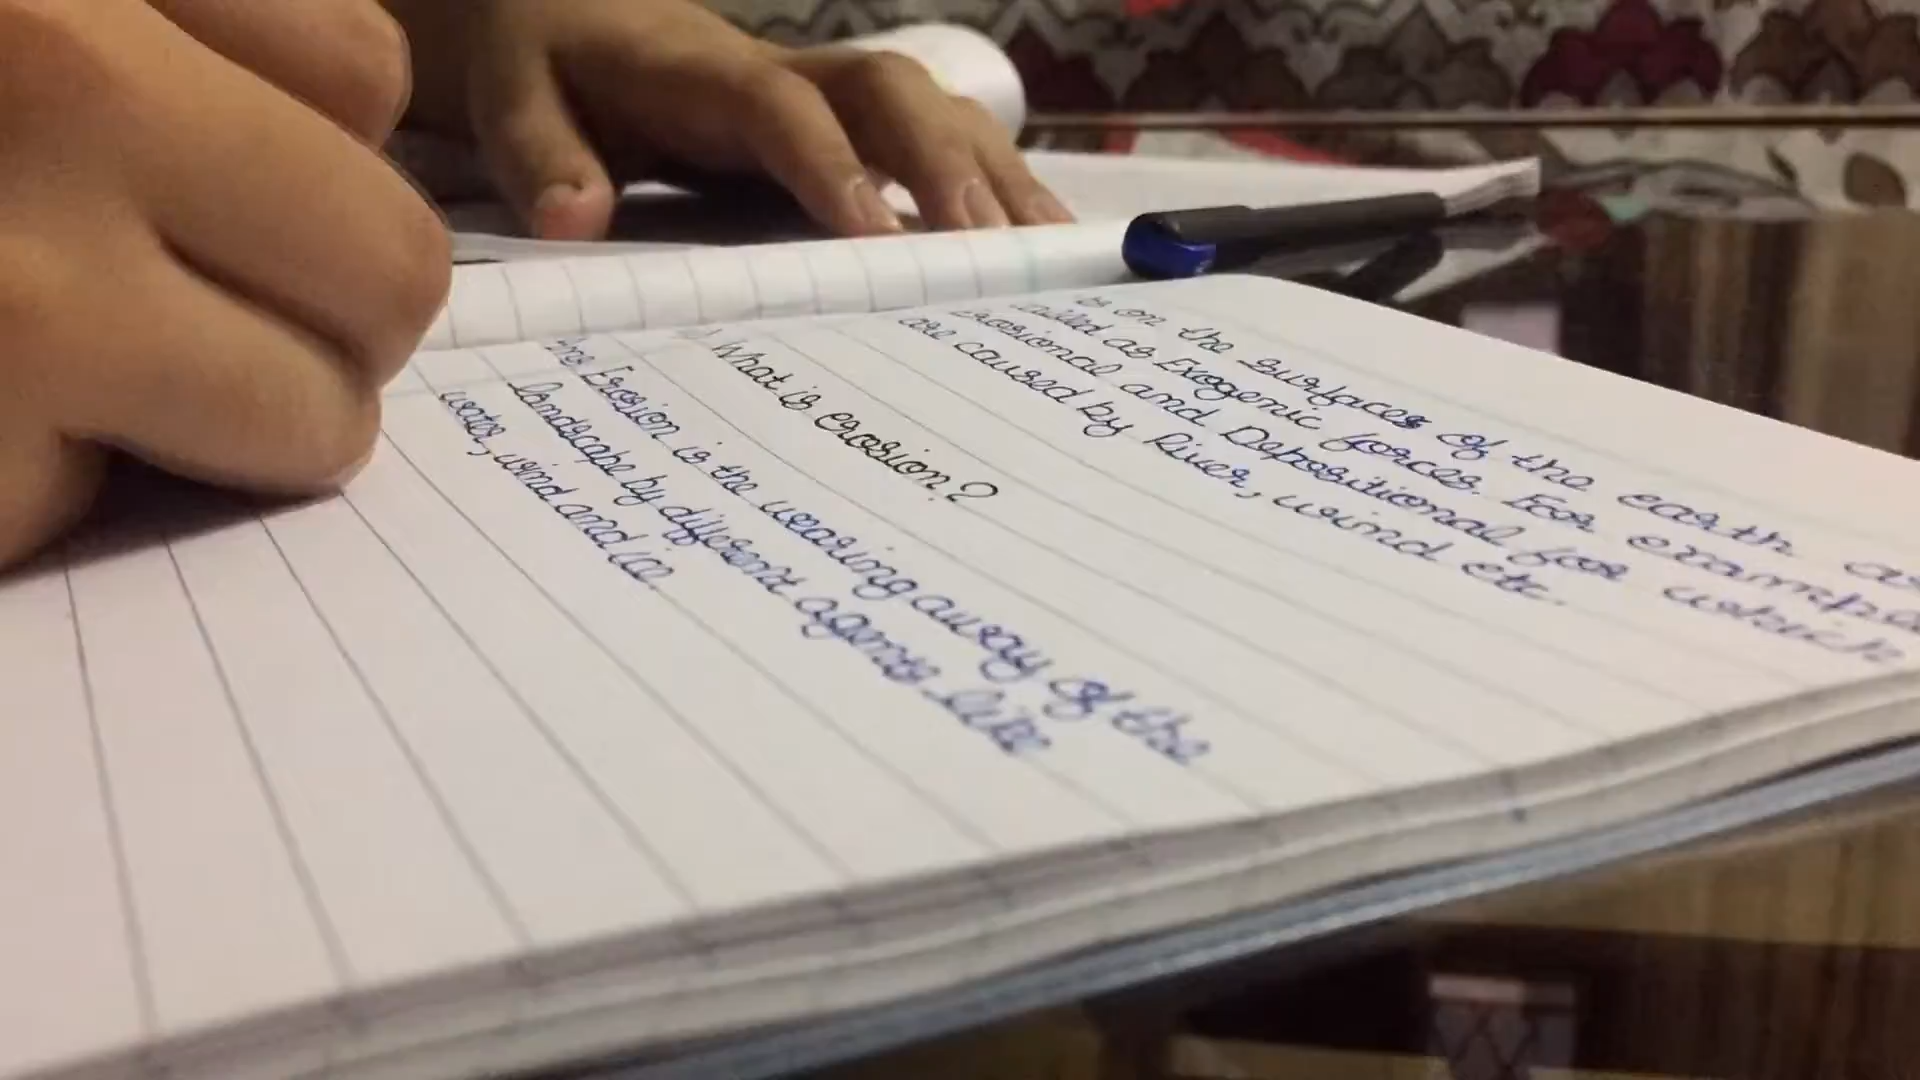 on the surfaces of the earth are
called as Exogenic forces. For example
Erosional and Depositional for which
are caused by River, wind etc.
What is erosion?
Ans Erosion is the wearing away of the
landscape by different agents like
water, wind and ice.